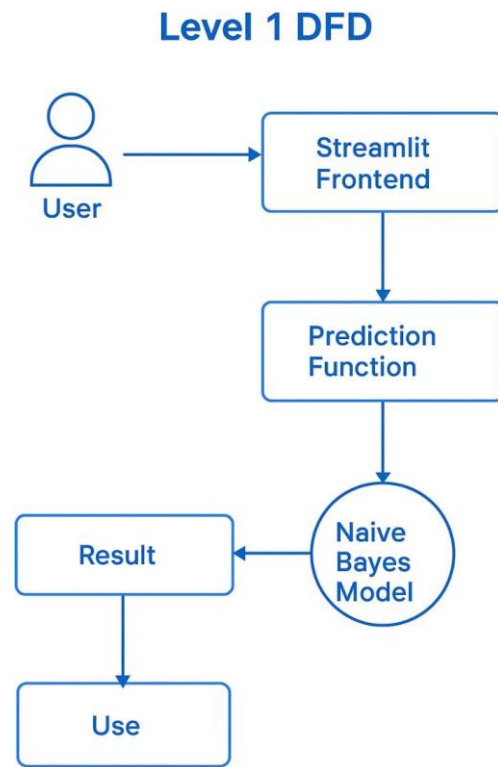 Level 1 DFD
User
Streamlit
Frontend
Prediction
Function
Naive
Bayes
Model
Result
Use